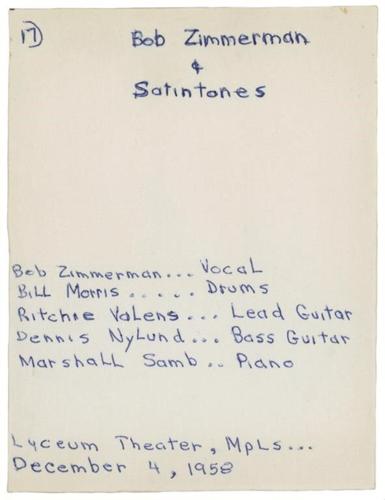 17
Bob Zimmerman
&
Satintones
Bob Zimmerman... Vocal
Bill Morris ..... Drums
Ritchie Valens... Lead Guitar
Dennis Nylund... Bass Guitar
Marshall Samb.. Piano
Lyceum Theater, Mpls...
December 4, 1958